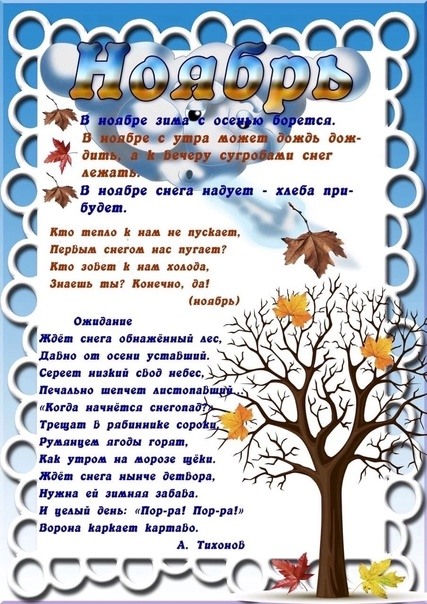 Ноябрь
В ноябре зима с осенью борется.
В ноябре с утра может дождь дож-
дить, а к вечеру сугробами снег
лежать.
В ноябре снега надует - хлеба при-
будет.
Кто тепло к нам не пускает,
Первым снегом нас пугает?
Кто зовет к нам холода,
Знаешь ты? Конечно, да!
(ноябрь)
Ожидание
Ждёт снега обнажённый лес,
Давно от осени уставший.
Сереет низкий свод небес,
Печально шепчет листопавший...
«Когда начнётся снегопад?»
Трещат в рябиннике сороки,
Румянцем ягоды горят,
Как утром на морозе щёки.
Ждёт снега нынче детвора,
Нужна ей зимняя забава.
И целый день: «Пор-ра! Пор-ра!»
Ворона каркает картаво.
А. Тихонов